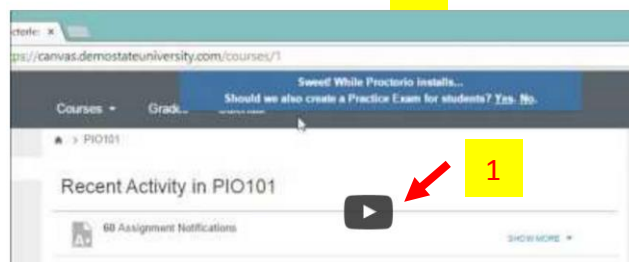 ps://canvas.demostateuniversity.com/courses/1
Sweet! While Proctorio installs...
Should we also create a Practice Exam for students? Yes. No.
Courses
> PIO101
Recent Activity in PIO101
1
60 Assignment Notifications
SHOW MORE